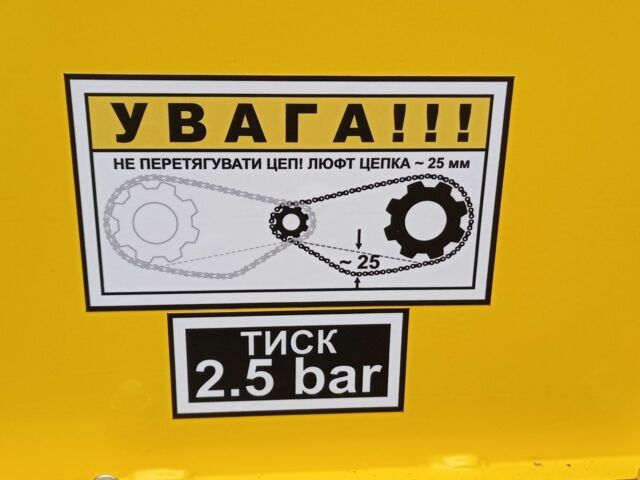 УВАГА!!!
НЕ ПЕРЕТЯГУВАТИ ЦЕП! ЛЮФТ ЦЕПКА ~ 25 мм
~ 25
ТИСК
2.5 bar